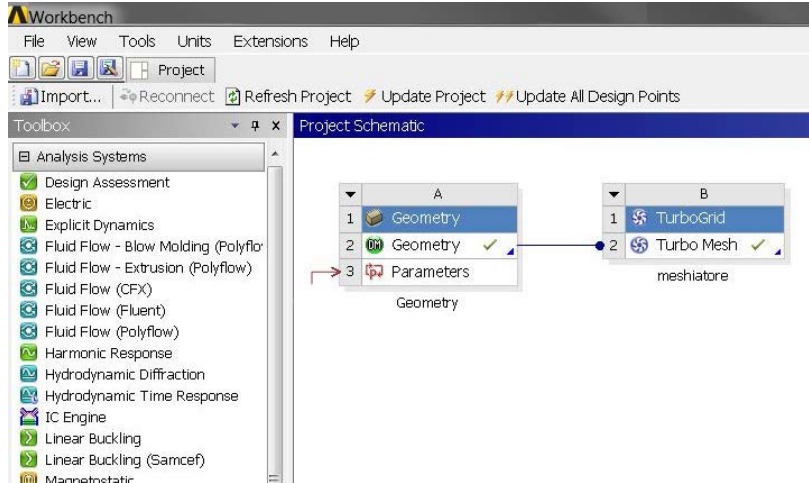 Workbench
File View Tools Units Extensions Help
Project
Import... Reconnect Refresh Project Update Project Update All Design Points
Toolbox
Project Schematic
Analysis Systems
Design Assessment
Electric
Explicit Dynamics
Fluid Flow - Blow Molding (Polyflo
Fluid Flow - Extrusion (Polyflow)
Fluid Flow (CFX)
Fluid Flow (Fluent)
Fluid Flow (Polyflow)
Harmonic Response
Hydrodynamic Diffraction
Hydrodynamic Time Response
IC Engine
Linear Buckling
Linear Buckling (Samcef)
Magnetostatic
A
1 Geometry
2 DM Geometry
3 Parameters
Geometry
B
1 TurboGrid
2 Turbo Mesh
meshiatore